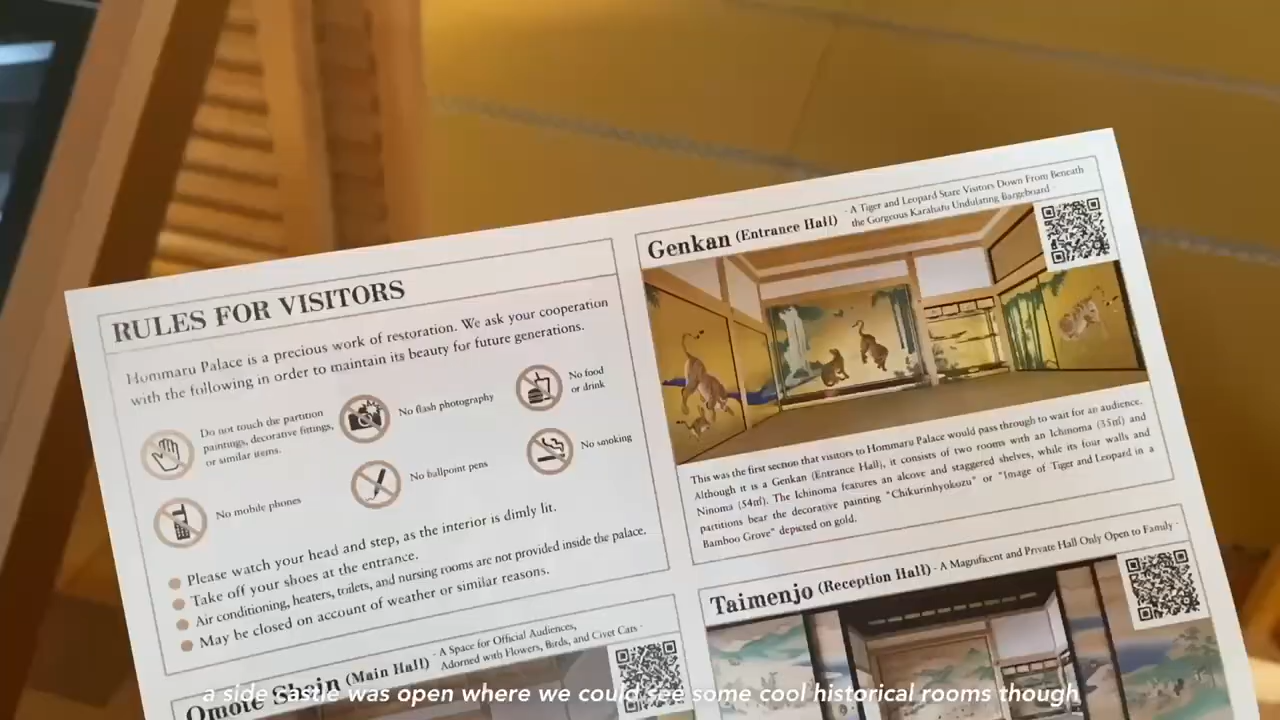 RULES FOR VISITORS
Hommaru Palace is a precious work of restoration. We ask your cooperation
with the following in order to maintain its beauty for future generations.
Do not touch the partition
paintings, decorative fittings,
or similar items.
No flash photography
No food
or drink
No mobile phones
No ballpoint pens
No smoking
Please watch your head and step, as the interior is dimly lit.
Take off your shoes at the entrance.
Air conditioning, heaters, toilets, and nursing rooms are not provided inside the palace.
May be closed on account of weather or similar reasons.
Genkan (Entrance Hall)
- A Tiger and Leopard Stare Visitors Down From Beneath
the Gorgeous Karahafu Undulating Bargeboard -
This was the first section that visitors to Hommaru Palace would pass through to wait for an audience.
Although it is a Genkan (Entrance Hall), it consists of two rooms with an Ichinoma (35㎡) and
Ninoma (54㎡). The Ichinoma features an alcove and staggered shelves, while its four walls and
partitions bear the decorative painting "Chikurinhyokozu" or "Image of Tiger and Leopard in a
Bamboo Grove" depicted on gold.
Omote Shoin (Main Hall)
- A Space for Official Audiences,
Adorned with Flowers, Birds, and Civet Cats -
Taimenjo (Reception Hall) - A Magnificent and Private Hall Only Open to Family -
a side castle was open where we could see some cool historical rooms though